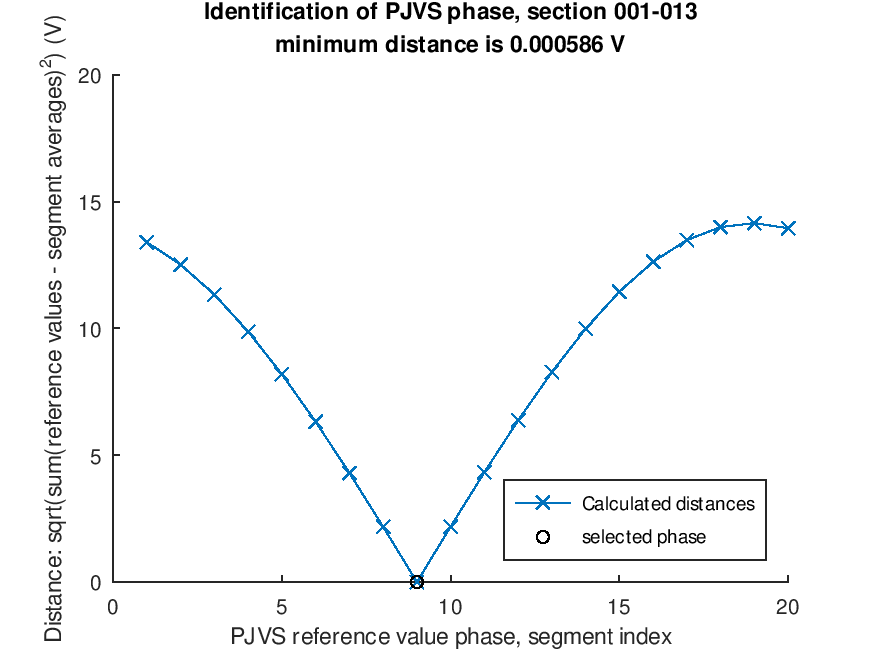 Identification of PJVS phase, section 001-013
minimum distance is 0.000586 V
Distance: sqrt(sum(reference values - segment averages)²) (V)
20
15
10
5
0
0
5
10
15
20
Calculated distances
selected phase
PJVS reference value phase, segment index